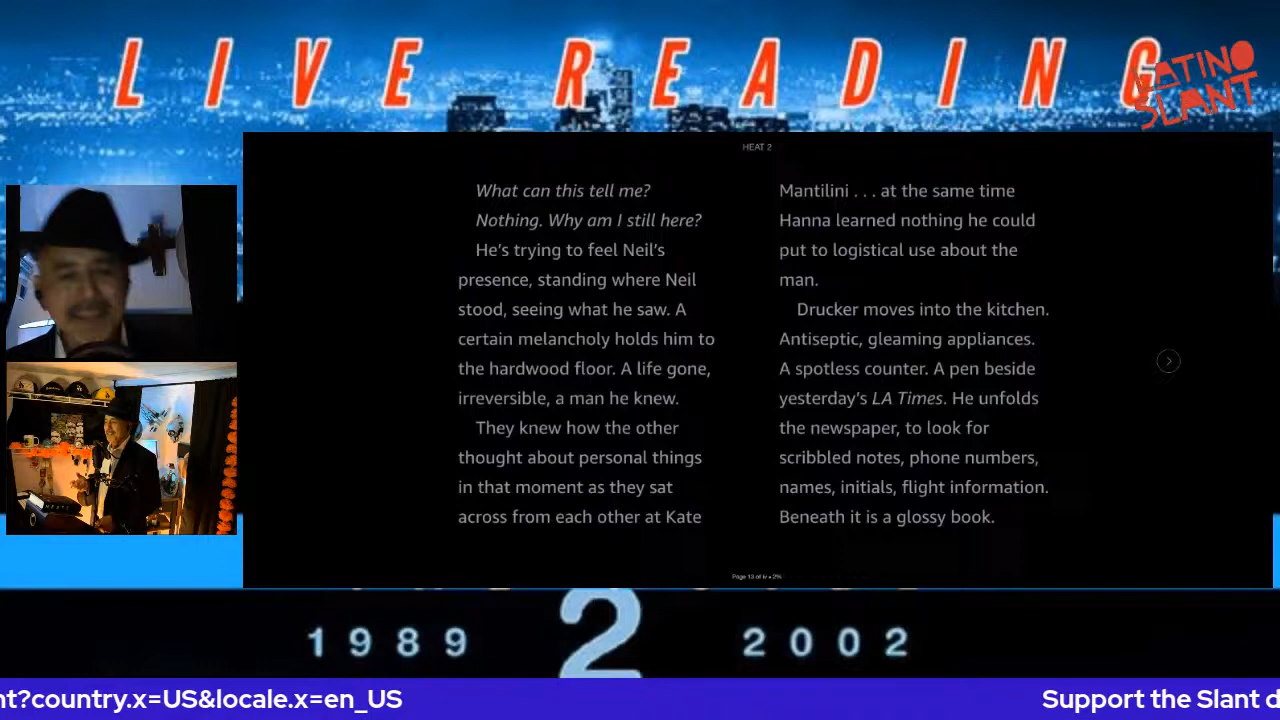 LIVE READING
LATINO
SLANT
HEAT 2
What can this tell me?
Nothing. Why am I still here?
He’s trying to feel Neil’s
presence, standing where Neil
stood, seeing what he saw. A
certain melancholy holds him to
the hardwood floor. A life gone,
irreversible, a man he knew.
They knew how the other
thought about personal things
in that moment as they sat
across from each other at Kate
Mantilini . . . at the same time
Hanna learned nothing he could
put to logistical use about the
man.
Drucker moves into the kitchen.
Antiseptic, gleaming appliances.
A spotless counter. A pen beside
yesterday’s LA Times. He unfolds
the newspaper, to look for
scribbled notes, phone numbers,
names, initials, flight information.
Beneath it is a glossy book.
Page 13 of iv • 2%
1989 2 2002
nt?country.x=US&locale.x=en_US Support the Slant d